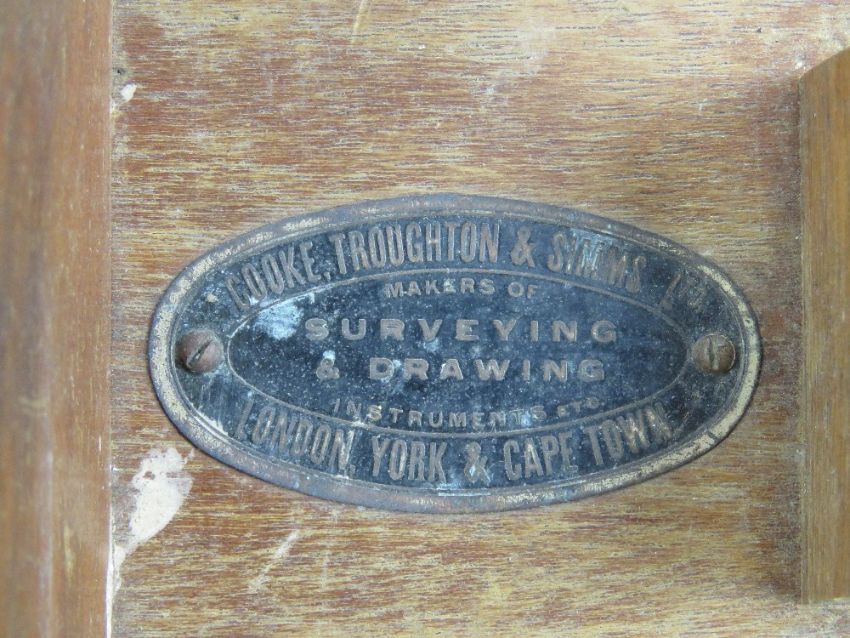 COOKE, TROUGHTON & SIMMS LTD
MAKERS OF
SURVEYING
& DRAWING
INSTRUMENTS ETC.
LONDON, YORK & CAPE TOWN.